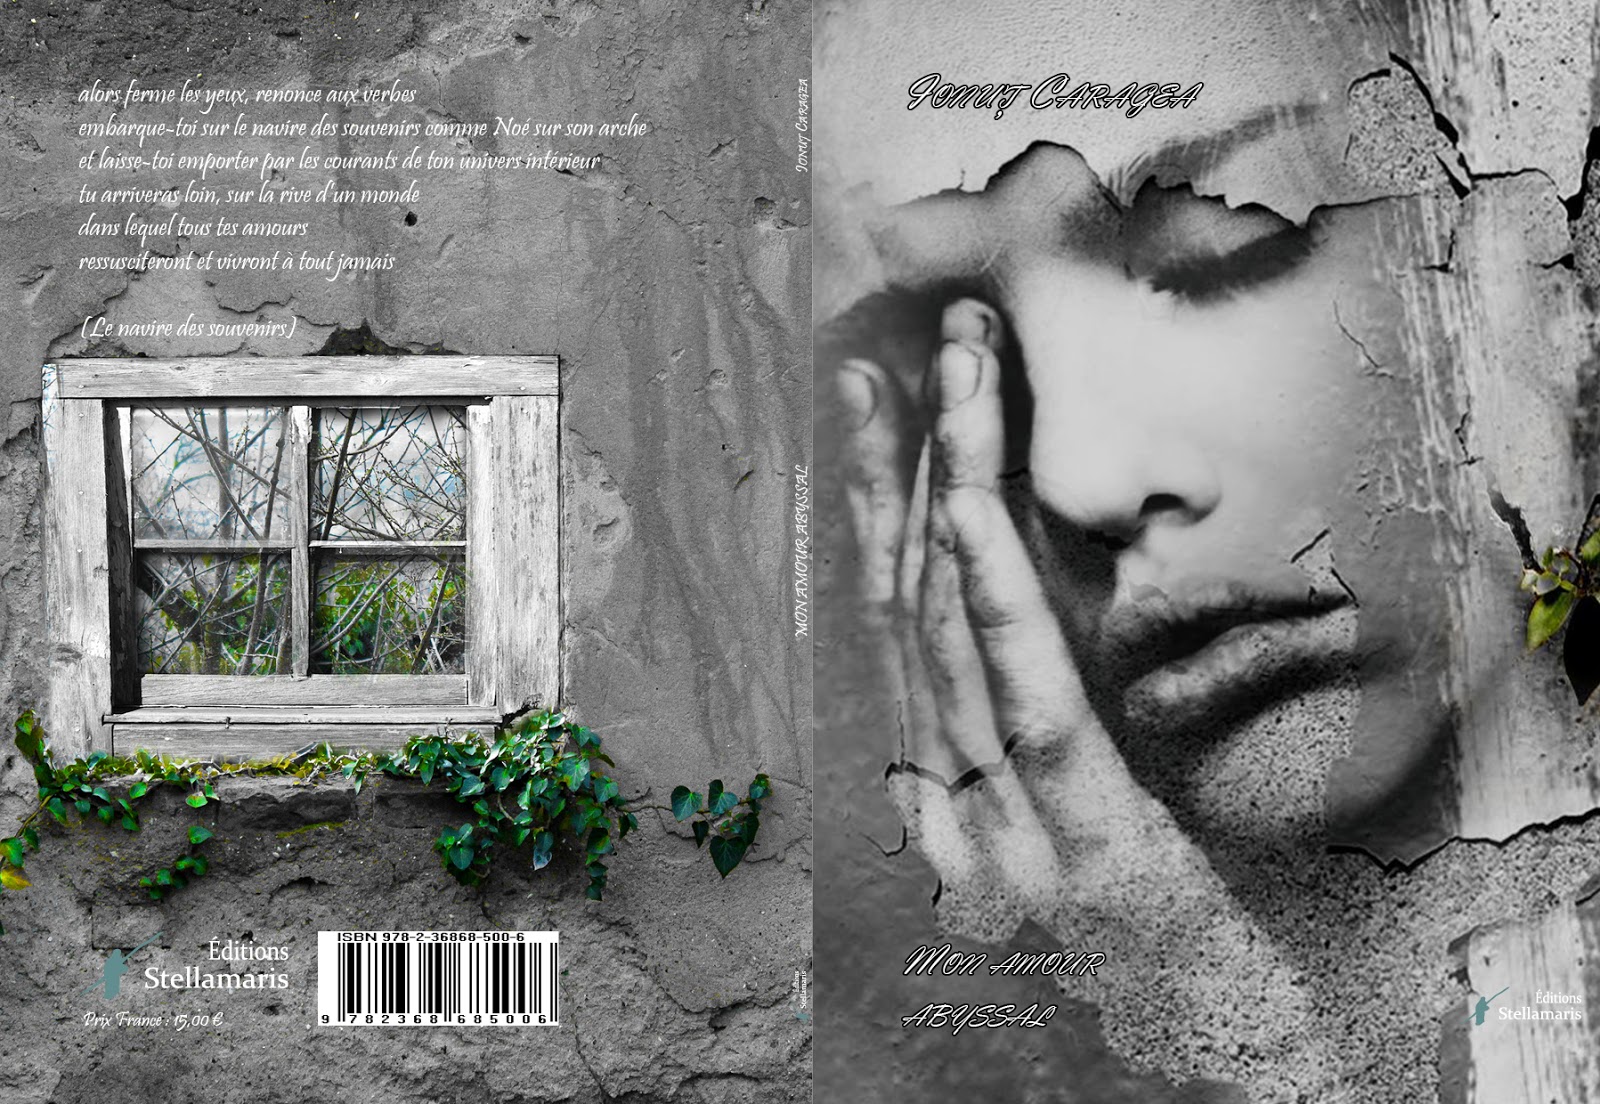 alors ferme les yeux, renonce aux verbes
embarque-toi sur le navire des souvenirs comme Noé sur son arche
et laisse-toi emporter par les courants de ton univers intérieur
tu arriveras loin, sur la rive d'un monde
dans lequel tous tes amours
ressusciteront et vivront à tout jamais
(Le navire des souvenirs)
Éditions
Stellamaris
Prix France : 15,00 €
ISBN 978-2-36868-500-6
9 782368 685006
IONUȚ CARAGEA
MON AMOUR ABYSSAL
Éditions
Stellamaris
IONUȚ CARAGEA
MON AMOUR
ABYSSAL
Éditions
Stellamaris